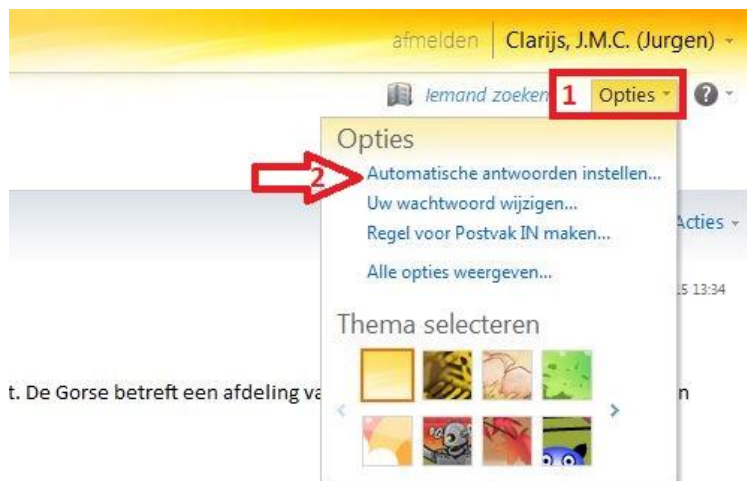 afmelden Clarijs, J.M.C. (Jurgen)
Iemand zoeken 1 Opties ?
Opties
2 Automatische antwoorden instellen...
Uw wachtwoord wijzigen...
Regel voor Postvak IN maken...
Acties
Alle opties weergeven...
13:34
Thema selecteren
t. De Gorse betreft een afdeling va
n